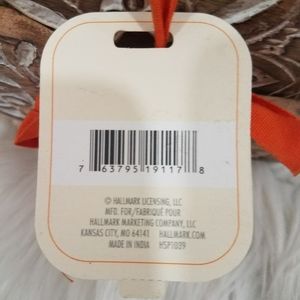 7 63795 19117 8
© HALLMARK LICENSING, LLC
MFD. FOR/FABRIQUÉ POUR
HALLMARK MARKETING COMPANY, LLC
KANSAS CITY, MO 64141 HALLMARK.COM
MADE IN INDIA HSP1039